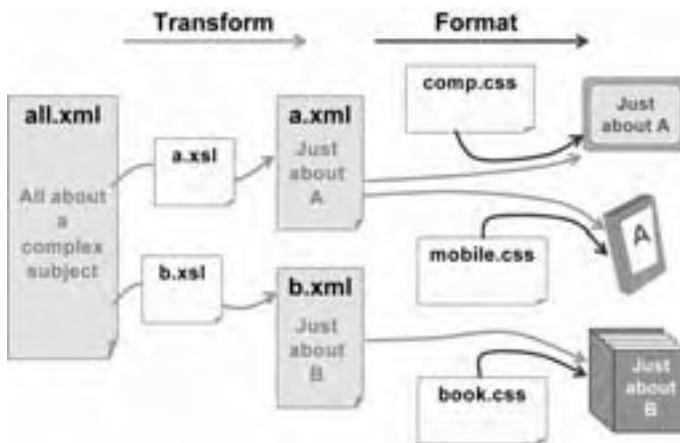 Transform
Format
all.xml
All about
a
complex
subject
a.xsl
b.xsl
a.xml
Just
about
A
b.xml
Just
about
B
comp.css
mobile.css
book.css
Just
about A
A
Just
about
B